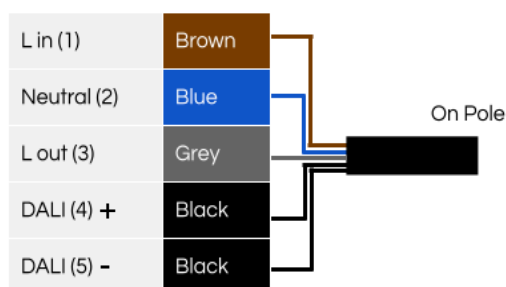 L in (1) Brown
Neutral (2) Blue
On Pole
L out (3) Grey
DALI (4) + Black
DALI (5) - Black